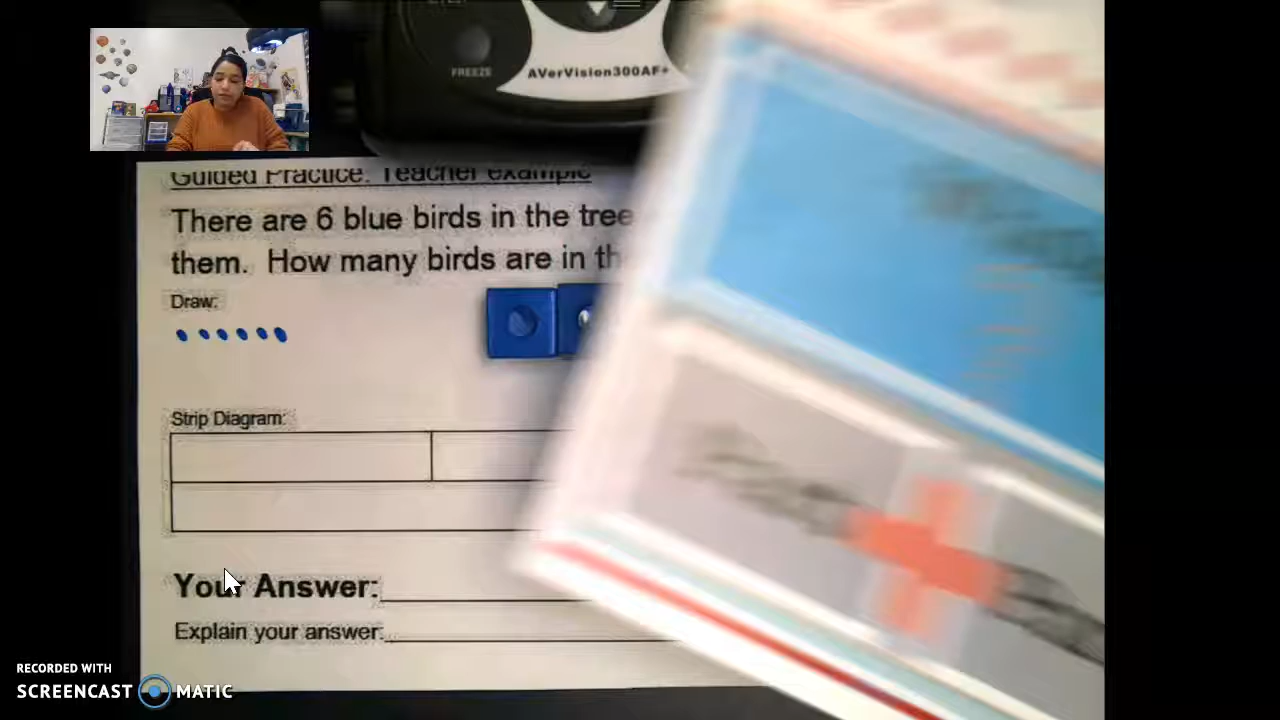 FREEZE
AVerVision300AF+
Guided Practice: Teacher example
There are 6 blue birds in the tree
them. How many birds are in th
Draw:
Strip Diagram:
Your Answer:
Explain your answer:
RECORDED WITH
SCREENCAST MATIC